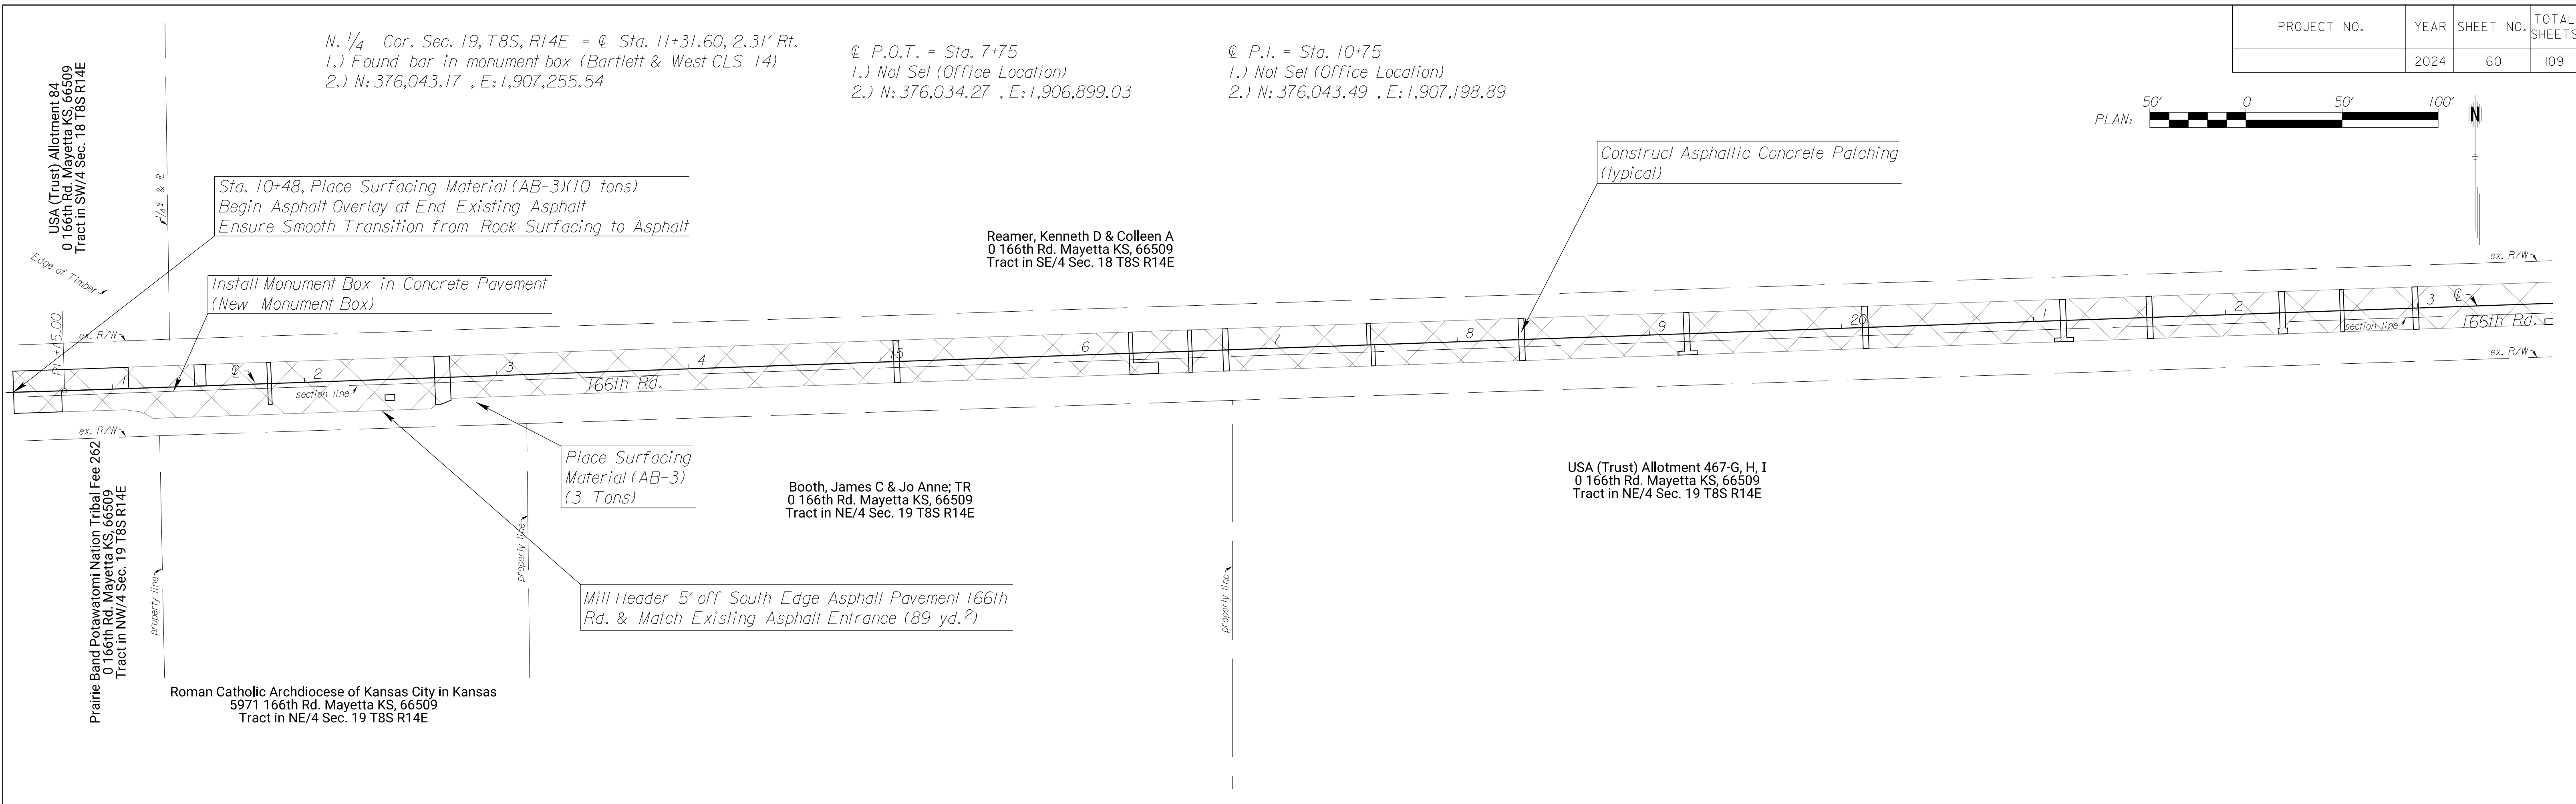 PROJECT NO.
YEAR
SHEET NO.
TOTAL SHEETS
2024
60
109
N. 1/4 Cor. Sec. 19, T8S, R14E = ℄ Sta. 11+31.60, 2.31' Rt.
1.) Found bar in monument box (Bartlett & West CLS 14)
2.) N: 376,043.17 , E: 1,907,255.54
℄ P.O.T. = Sta. 7+75
1.) Not Set (Office Location)
2.) N: 376,034.27 , E: 1,906,899.03
℄ P.I. = Sta. 10+75
1.) Not Set (Office Location)
2.) N: 376,043.49 , E: 1,907,198.89
PLAN:
50'
0
50'
100'
N
USA (Trust) Allotment 84
0 166th Rd. Mayetta KS, 66509
Tract in SW/4 Sec. 18 T8S R14E
1/4 ℄ & ℄
Sta. 10+48, Place Surfacing Material (AB-3)(10 tons)
Begin Asphalt Overlay at End Existing Asphalt
Ensure Smooth Transition from Rock Surfacing to Asphalt
Construct Asphaltic Concrete Patching
(typical)
Reamer, Kenneth D & Colleen A
0 166th Rd. Mayetta KS, 66509
Tract in SE/4 Sec. 18 T8S R14E
Edge of Timber
Install Monument Box in Concrete Pavement
(New Monument Box)
ex. R/W
ex. R/W
+75.00
1
℄
2
section line
3
4
166th Rd.
15
6
7
8
9
20
1
2
3
℄
section line
166th Rd.
ex. R/W
ex. R/W
Place Surfacing
Material (AB-3)
(3 Tons)
Booth, James C & Jo Anne; TR
0 166th Rd. Mayetta KS, 66509
Tract in NE/4 Sec. 19 T8S R14E
USA (Trust) Allotment 467-G, H, I
0 166th Rd. Mayetta KS, 66509
Tract in NE/4 Sec. 19 T8S R14E
Prairie Band Potawatomi Nation Tribal Fee 262
0 166th Rd. Mayetta KS, 66509
Tract in NW/4 Sec. 19 T8S R14E
property line
property line
property line
Mill Header 5' off South Edge Asphalt Pavement 166th
Rd. & Match Existing Asphalt Entrance (89 yd.2)
Roman Catholic Archdiocese of Kansas City in Kansas
5971 166th Rd. Mayetta KS, 66509
Tract in NE/4 Sec. 19 T8S R14E